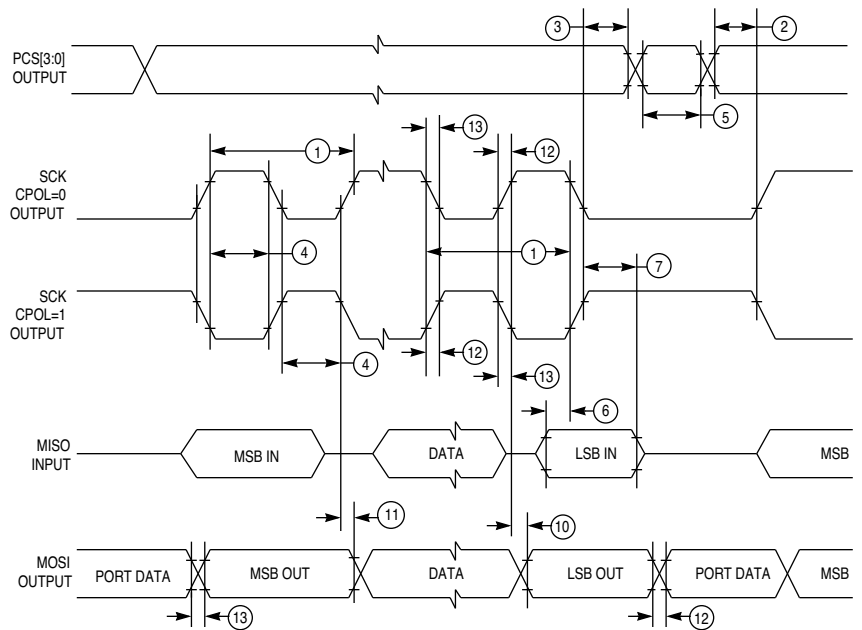 3
2
PCS[3:0]
OUTPUT
5
13
1
12
SCK
CPOL=0
OUTPUT
4
1
7
SCK
CPOL=1
OUTPUT
12
4
13
6
MISO
INPUT
MSB IN
DATA
LSB IN
MSB
11
10
MOSI
OUTPUT
PORT DATA
MSB OUT
DATA
LSB OUT
PORT DATA
MSB
13
12